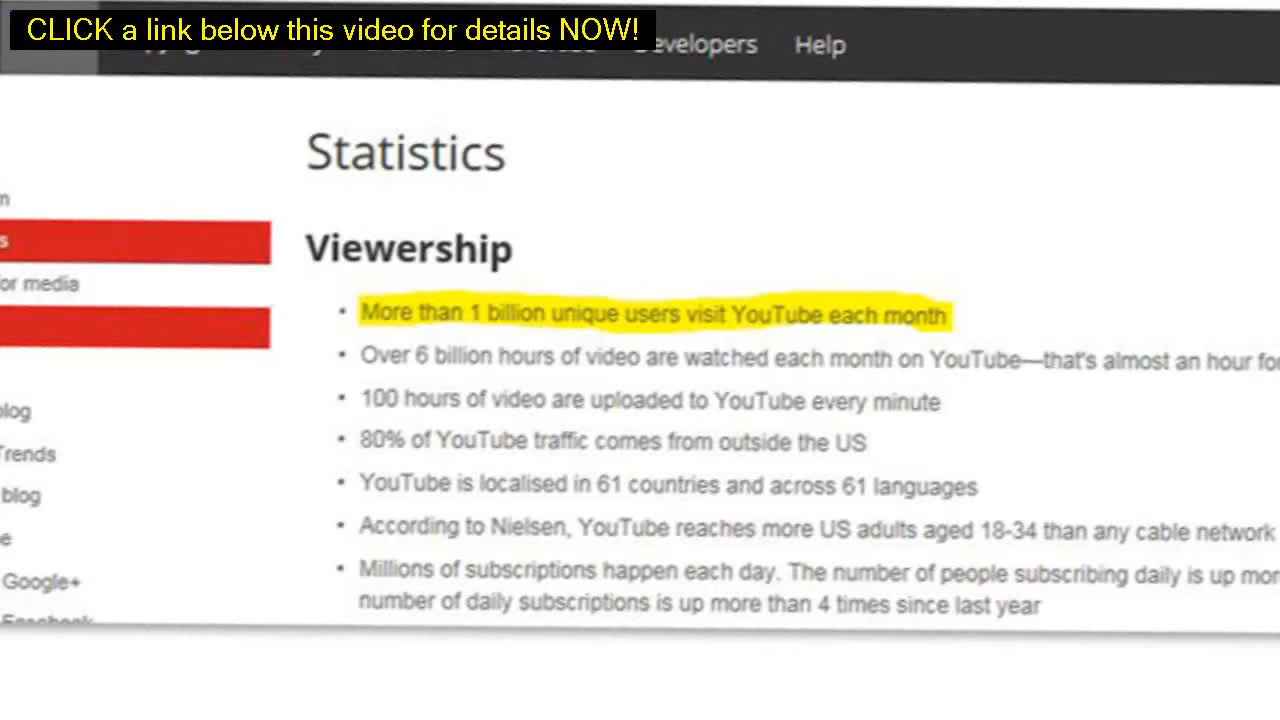 CLICK a link below this video for details NOW!
Developers Help
Statistics
Viewership
for media
blog
Trends
blog
Google+
Facebook
• More than 1 billion unique users visit YouTube each month
• Over 6 billion hours of video are watched each month on YouTube—that's almost an hour for
• 100 hours of video are uploaded to YouTube every minute
• 80% of YouTube traffic comes from outside the US
• YouTube is localised in 61 countries and across 61 languages
• According to Nielsen, YouTube reaches more US adults aged 18-34 than any cable network
• Millions of subscriptions happen each day. The number of people subscribing daily is up more
number of daily subscriptions is up more than 4 times since last year